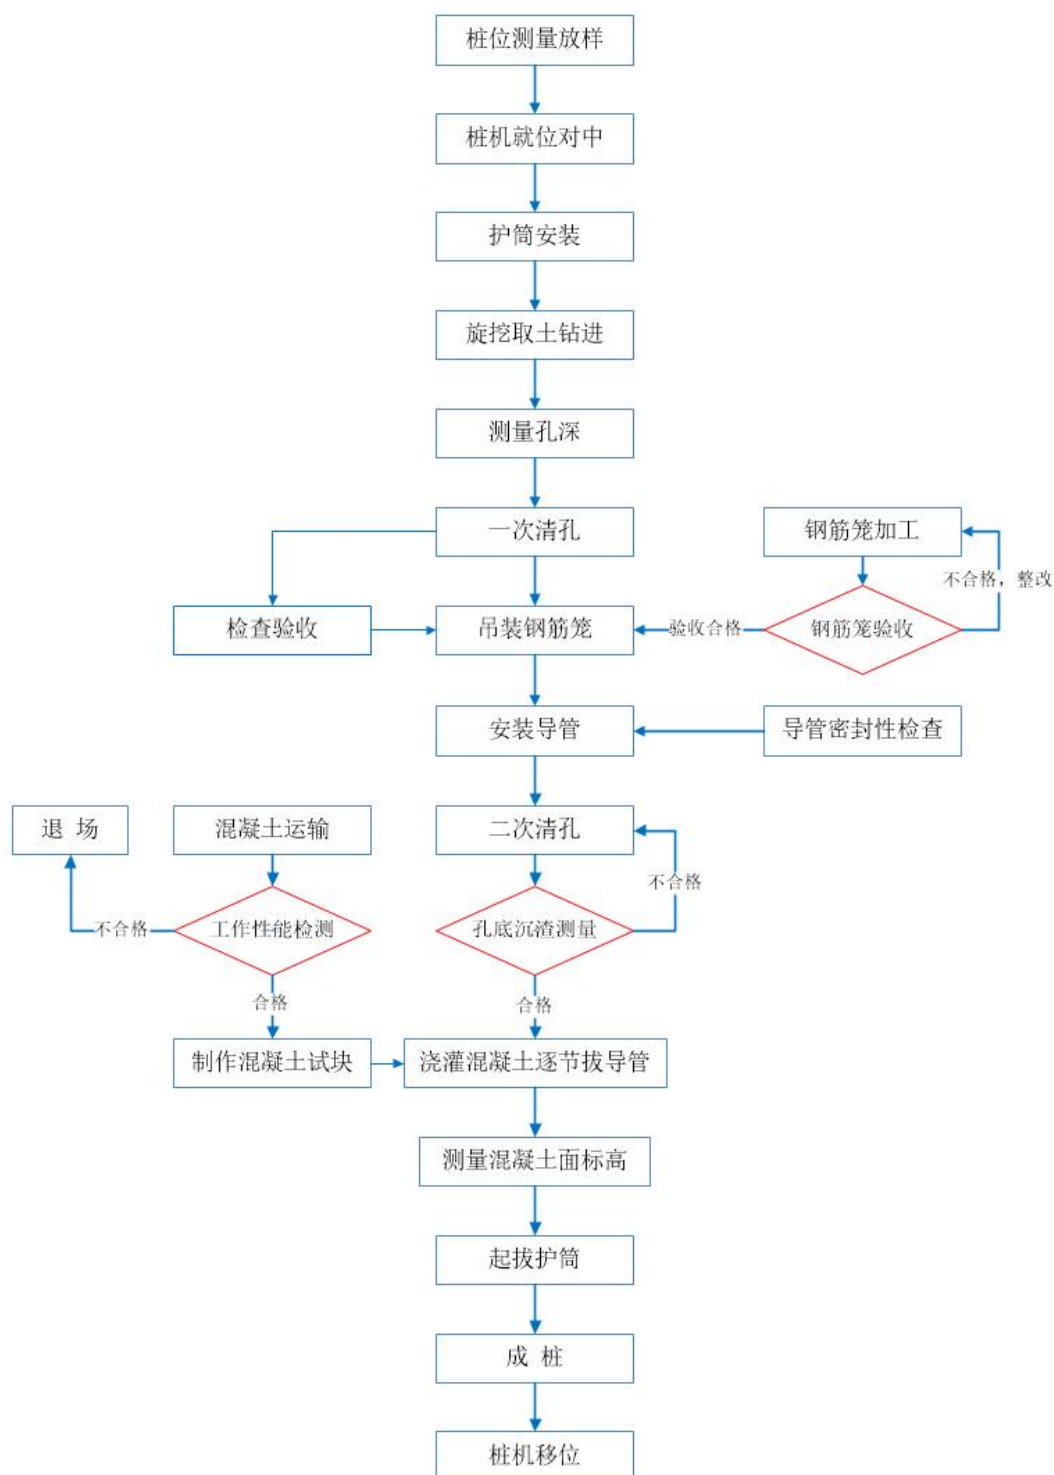 桩位测量放样
桩机就位对中
护筒安装
旋挖取土钻进
测量孔深
一次清孔
钢筋笼加工
不合格，整改
检查验收
吊装钢筋笼
验收合格
钢筋笼验收
安装导管
导管密封性检查
退 场
混凝土运输
二次清孔
不合格
不合格
工作性能检测
孔底沉渣测量
合格
合格
制作混凝土试块
浇灌混凝土逐节拔导管
测量混凝土面标高
起拔护筒
成 桩
桩机移位